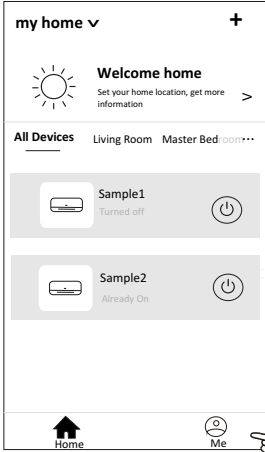 my home
+
Welcome home
Set your home location, get more
information
>
All Devices Living Room Master Bedroom...
Sample1
Turned off
Sample2
Already On
Home Me